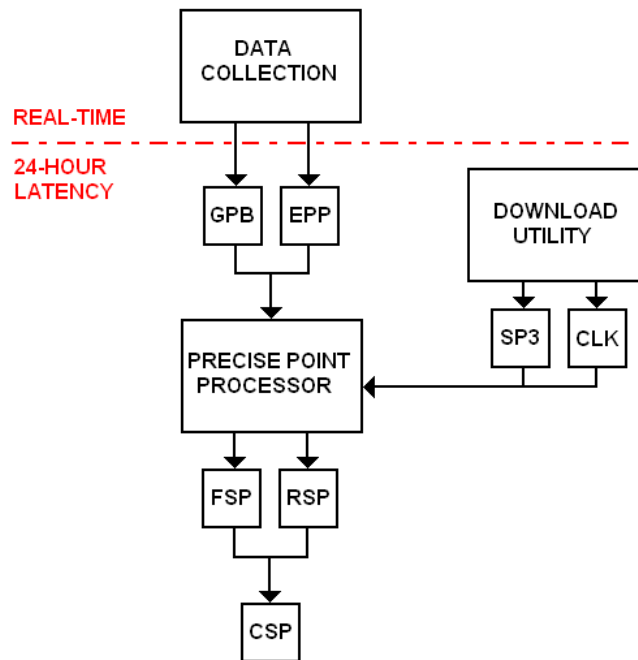 DATA
COLLECTION
REAL-TIME
24-HOUR
LATENCY
GPB
EPP
DOWNLOAD
UTILITY
SP3
CLK
PRECISE POINT
PROCESSOR
FSP
RSP
CSP